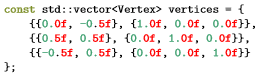 const std::vector<Vertex> vertices = {
    {{0.0f, -0.5f}, {1.0f, 0.0f, 0.0f}},
    {{0.5f, 0.5f}, {0.0f, 1.0f, 0.0f}},
    {{-0.5f, 0.5f}, {0.0f, 0.0f, 1.0f}}
};